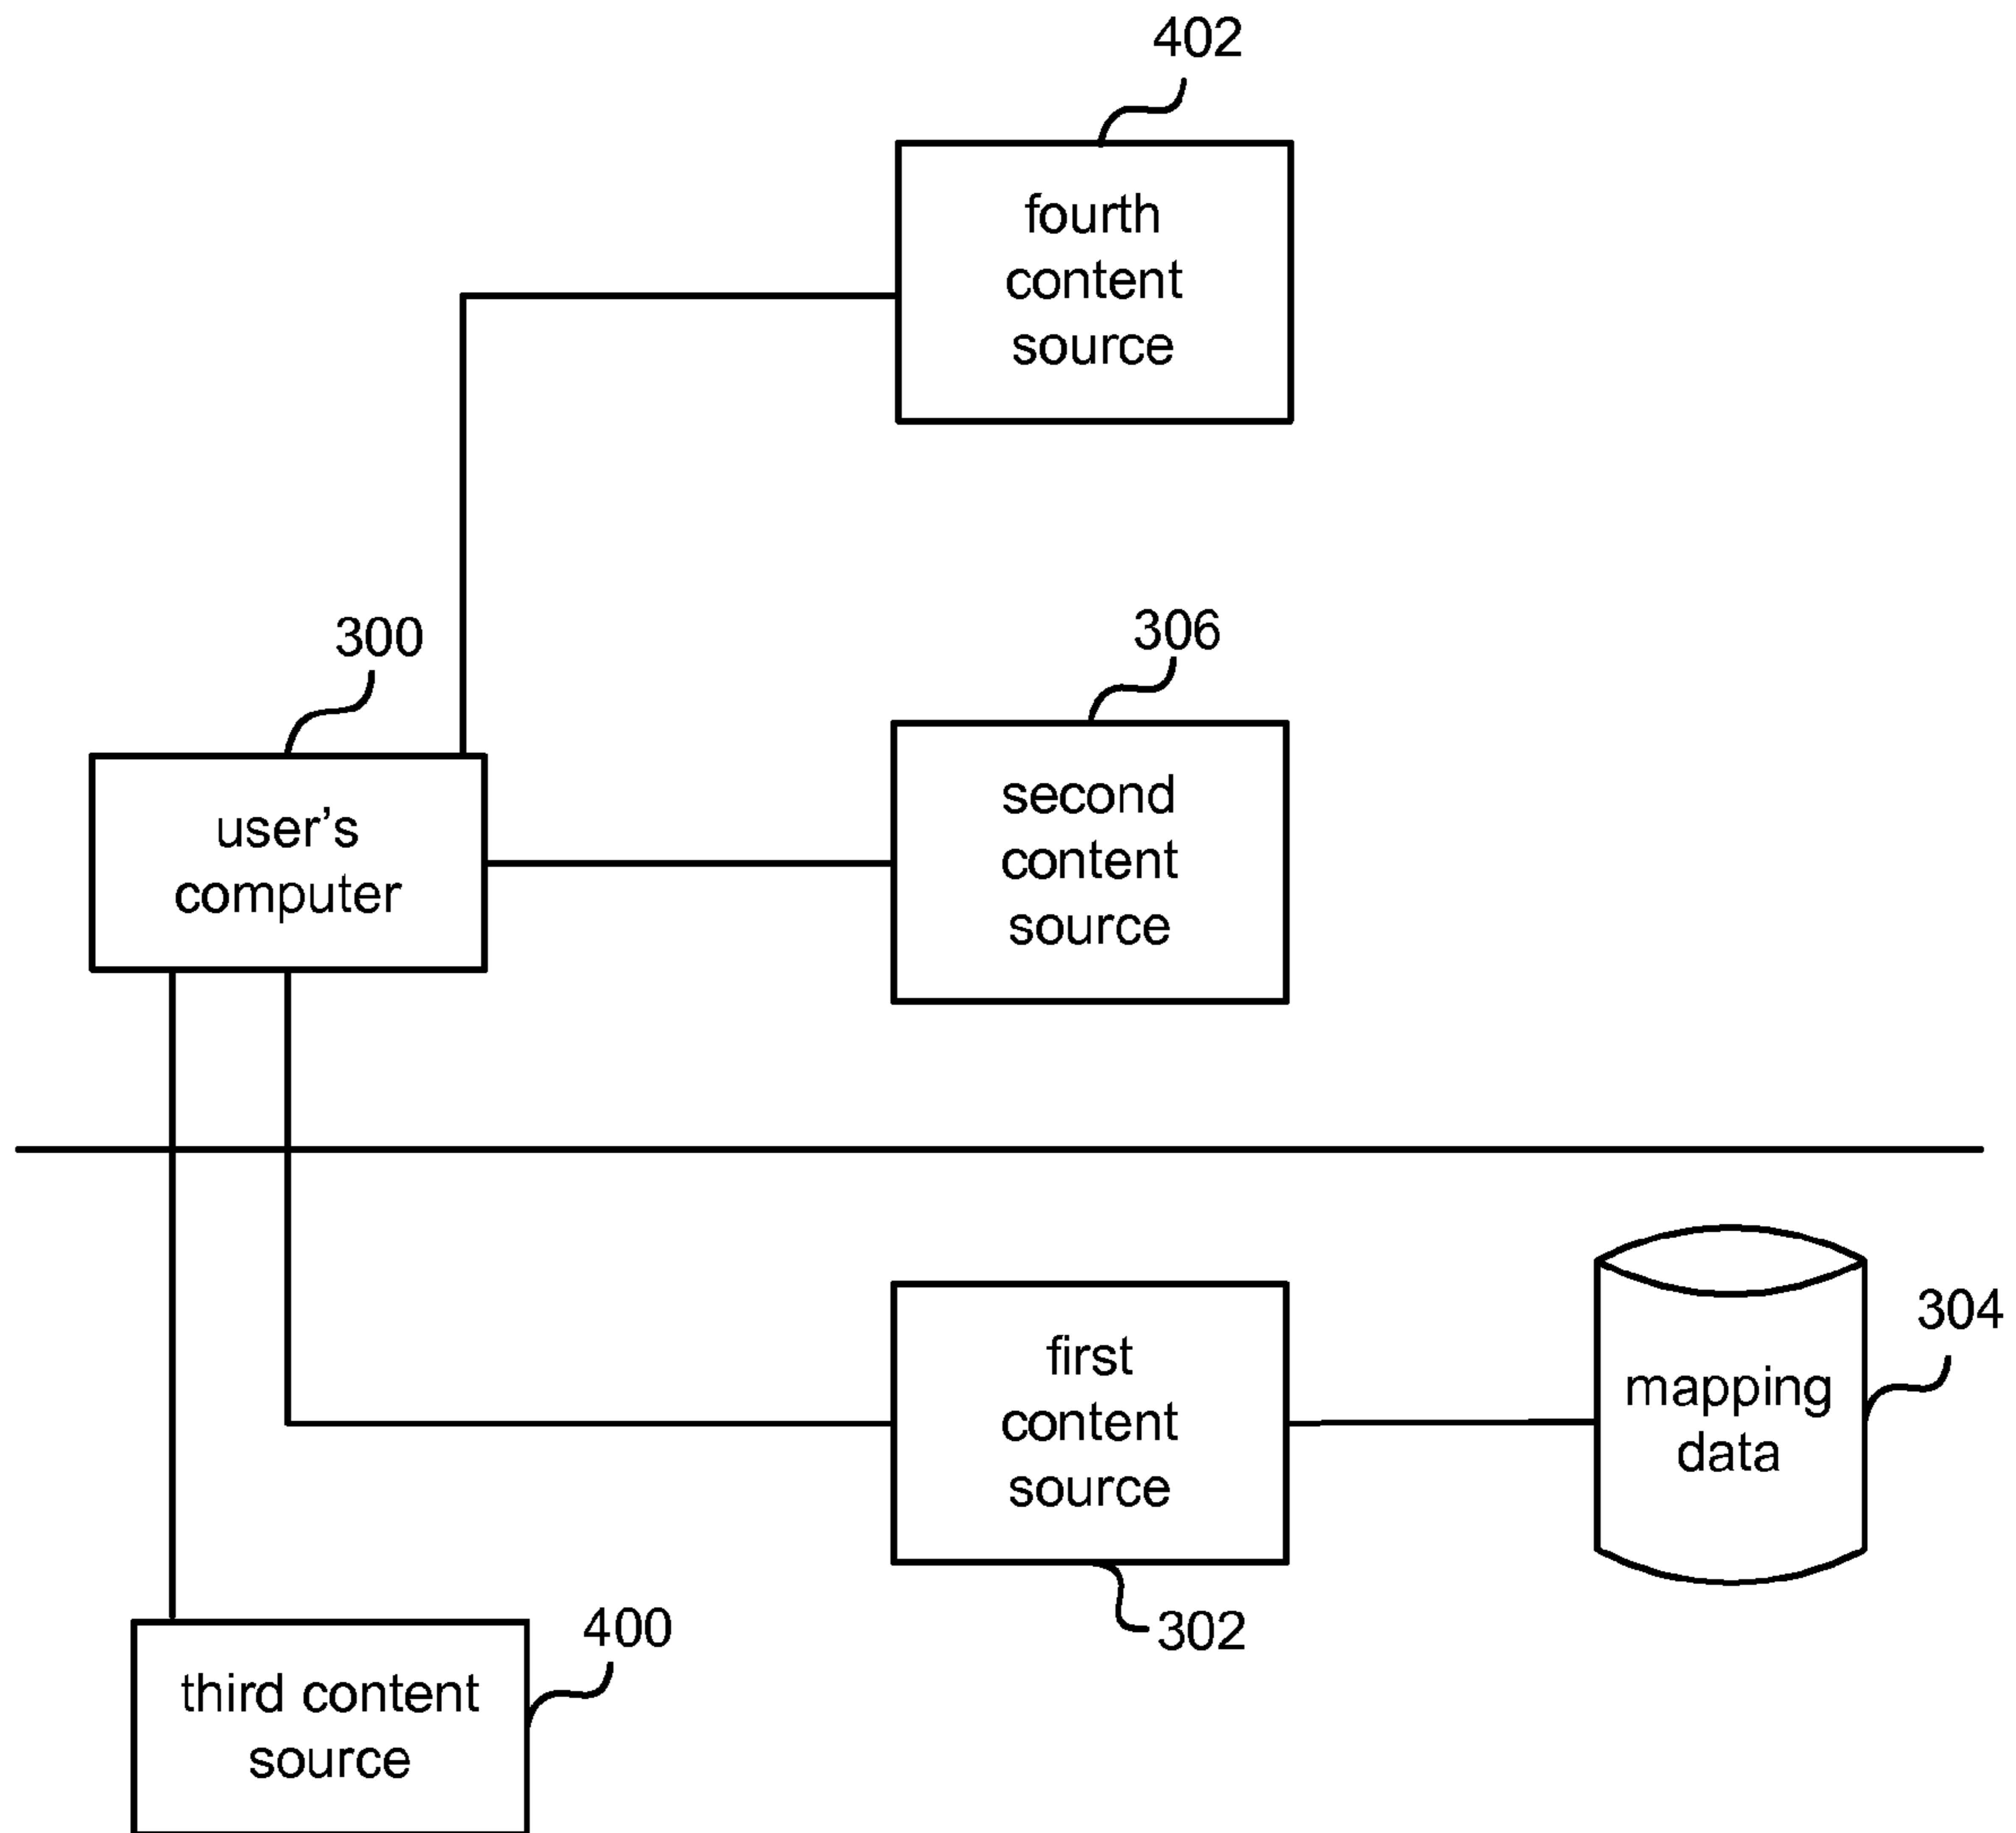 402
fourth
content
source
300
306
user’s
computer
second
content
source
first
content
source
mapping
data
304
302
400
third content
source